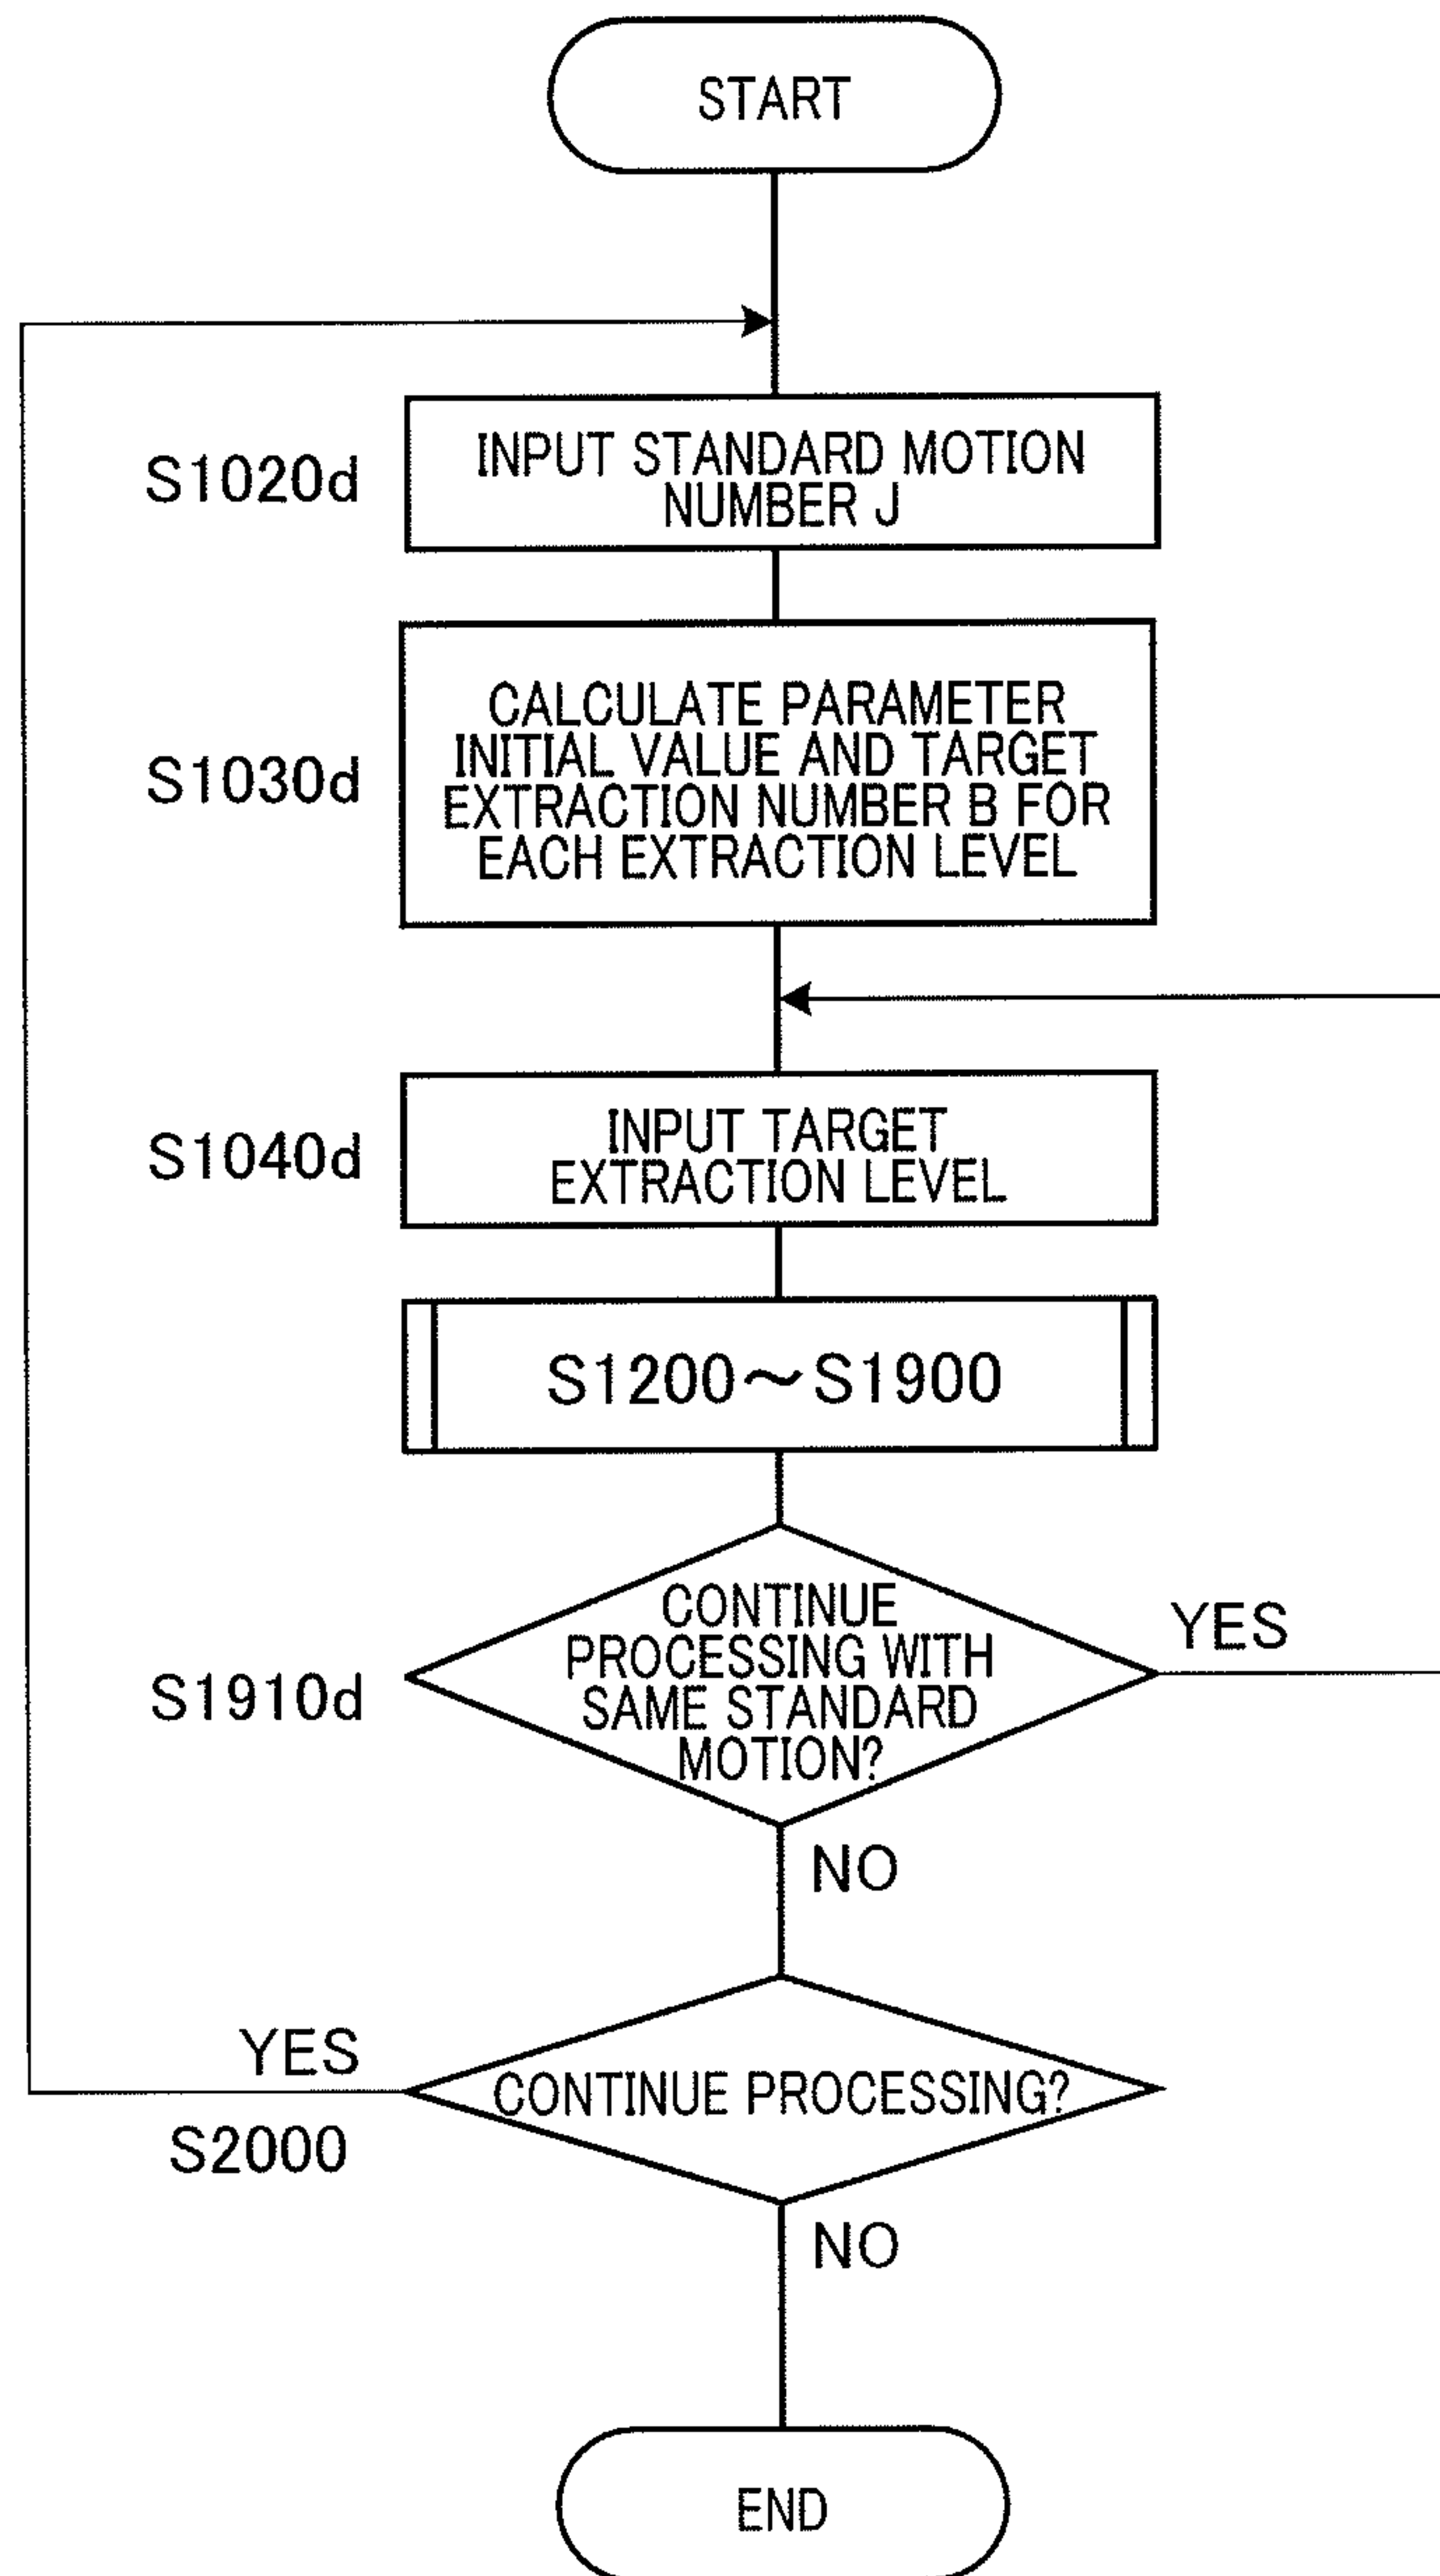 START
S1020d
INPUT STANDARD MOTION
NUMBER J
S1030d
CALCULATE PARAMETER
INITIAL VALUE AND TARGET
EXTRACTION NUMBER B FOR
EACH EXTRACTION LEVEL
S1040d
INPUT TARGET
EXTRACTION LEVEL
S1200～S1900
S1910d
CONTINUE
PROCESSING WITH
SAME STANDARD
MOTION?
YES
NO
YES
S2000
CONTINUE PROCESSING?
NO
END